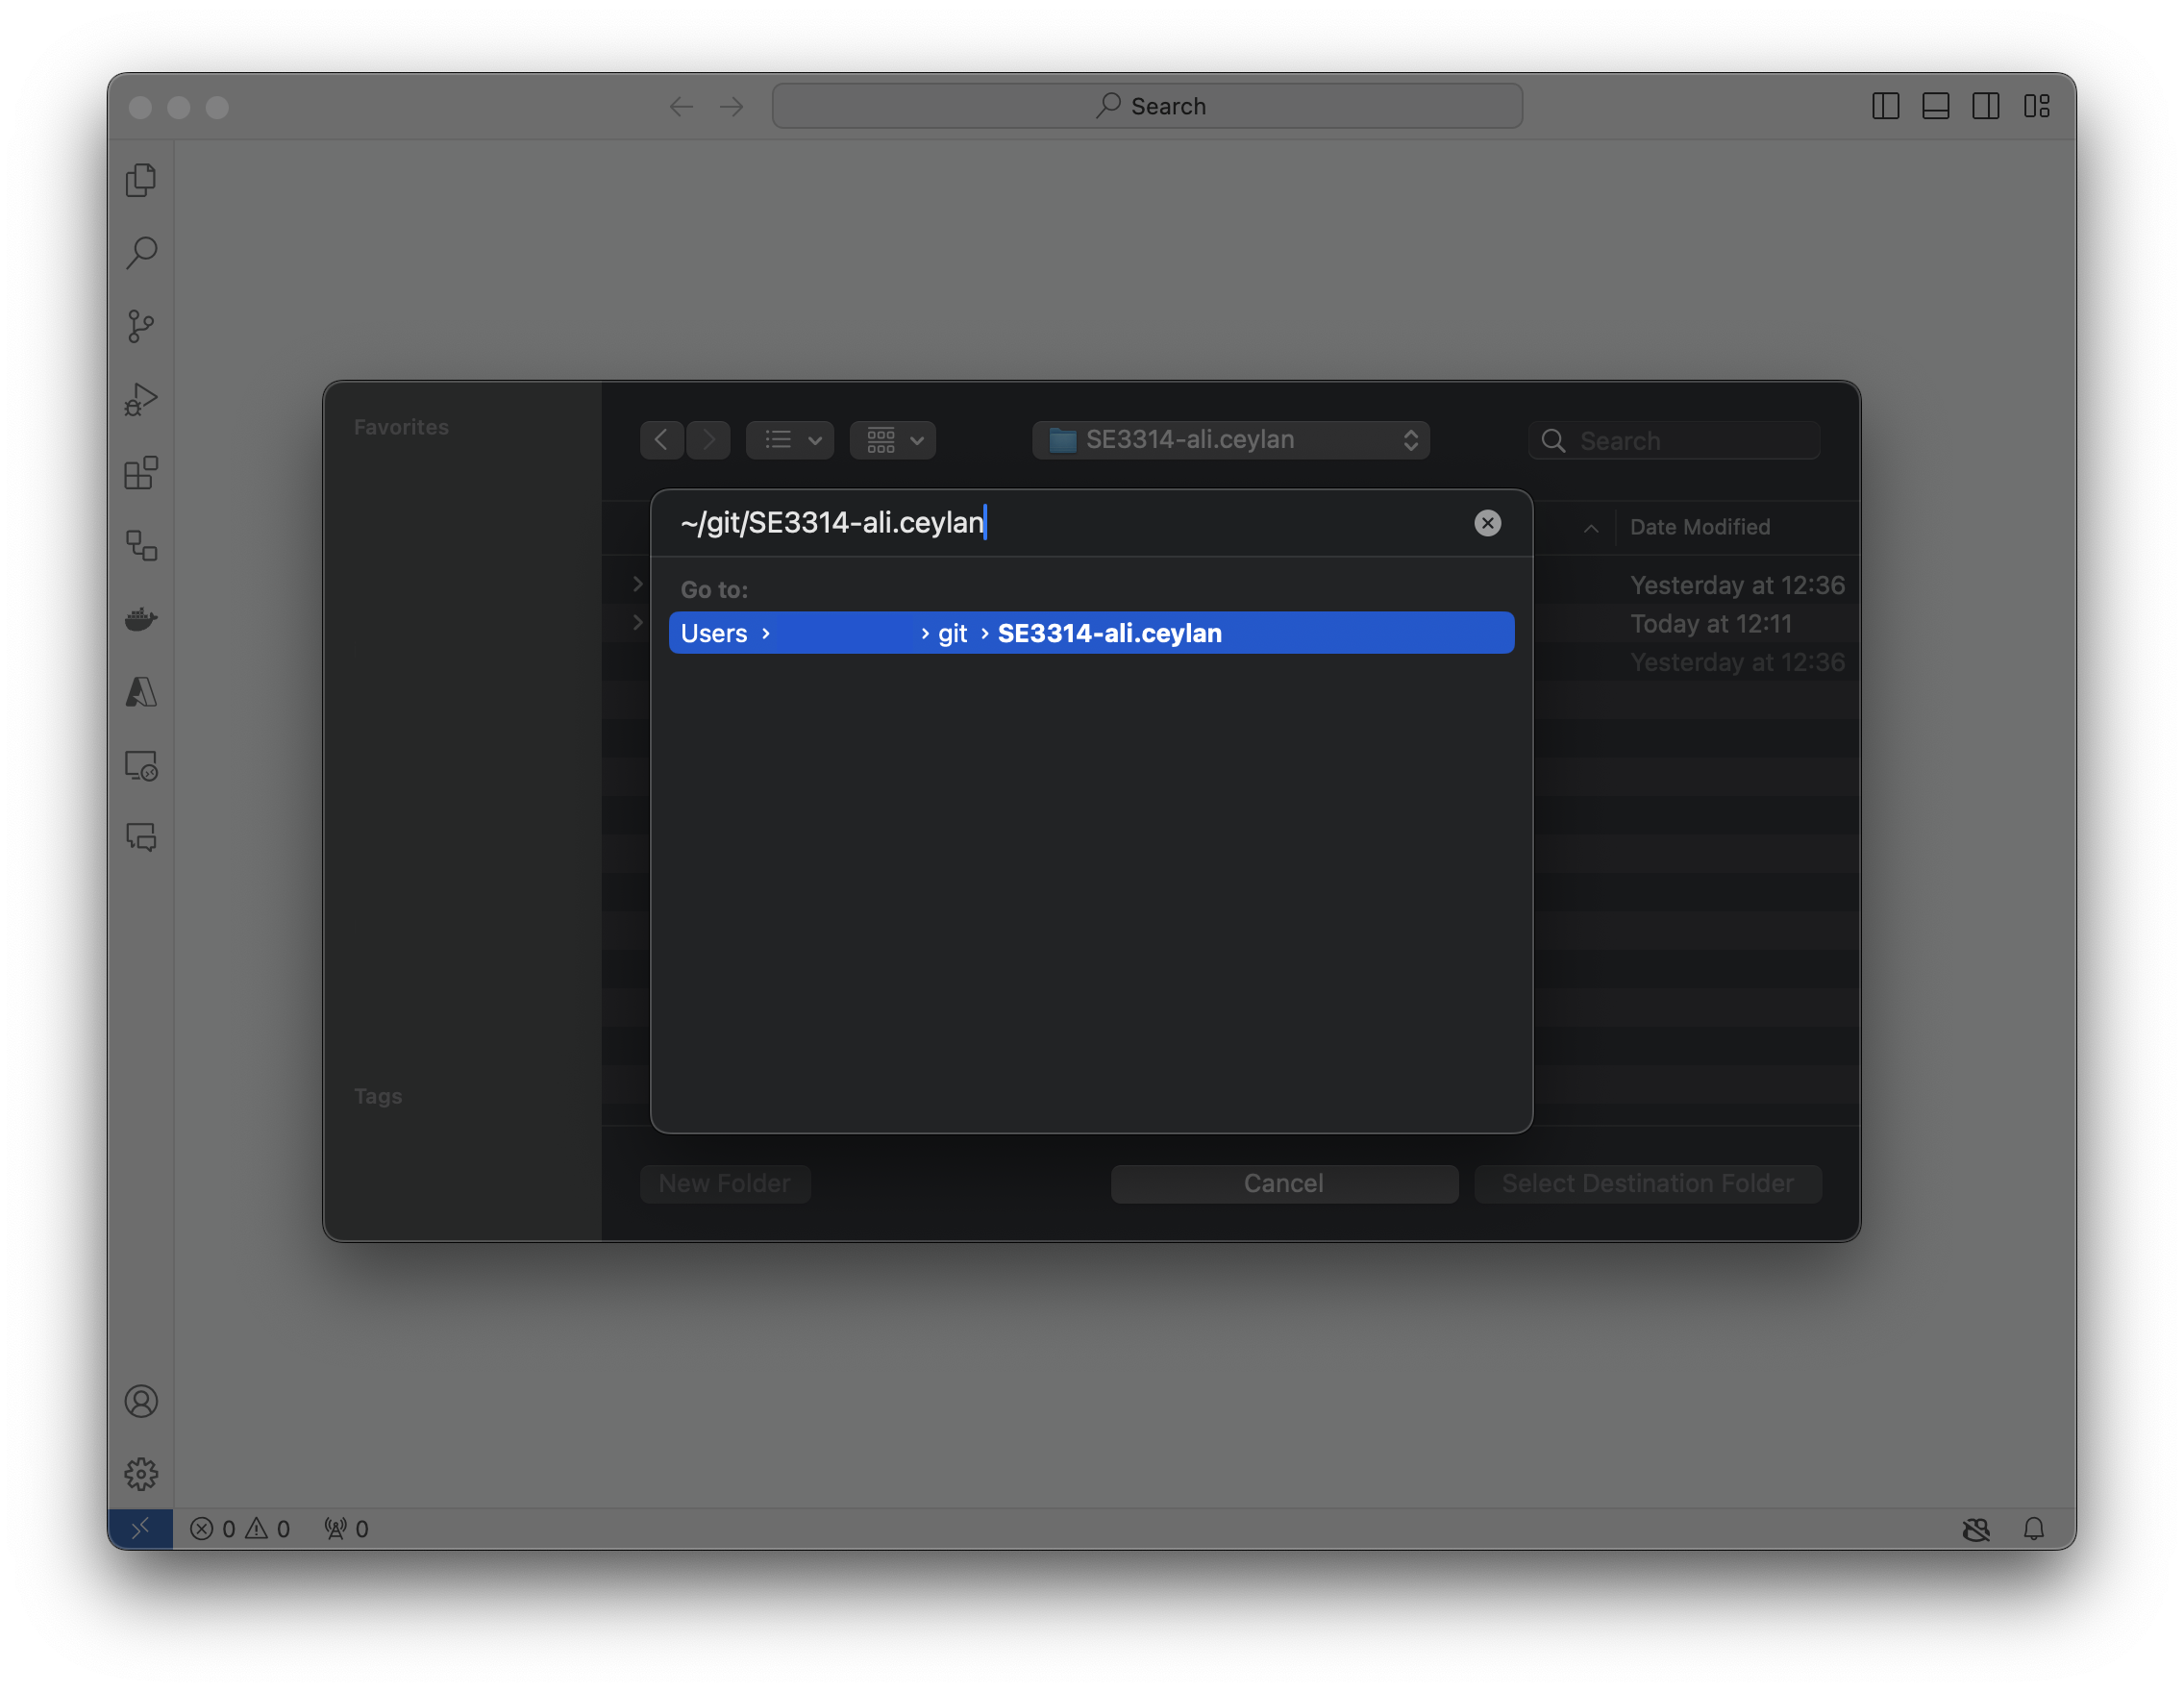 Search
Favorites
SE3314-ali.ceylan
Search
~/git/SE3314-ali.ceylan
Date Modified
Go to:
Yesterday at 12:36
Users › › git › SE3314-ali.ceylan
Today at 12:11
Yesterday at 12:36
Tags
New Folder
Cancel
Select Destination Folder
0 0 0